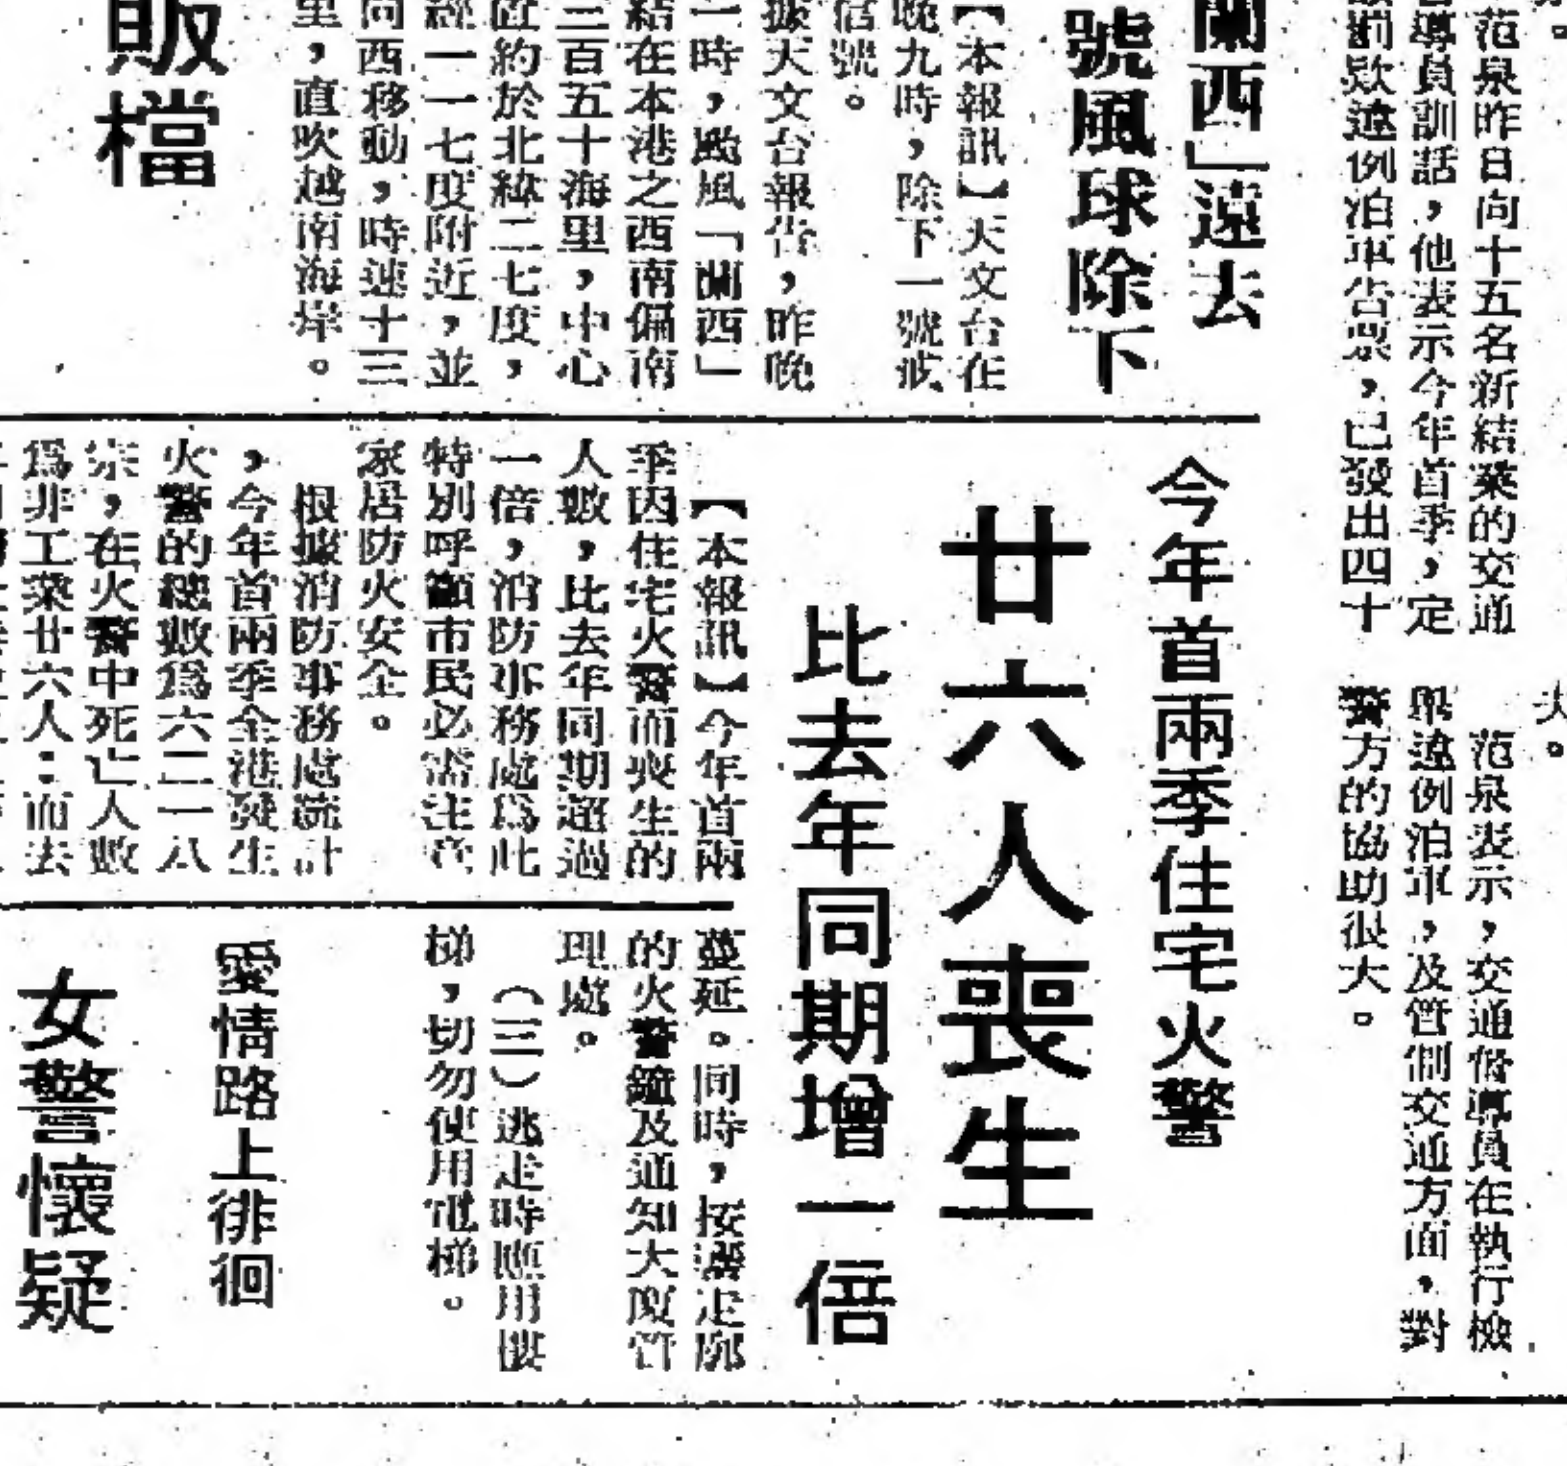 范泉昨日向十五名新結業的交通
導員訓話，他表示今年首季，定
罰欵違例泊車告票，已發出四十
范泉表示，交通督導員在執行檢
舉違例泊車，及管制交通方面，對
警方的協助很大。
蘭西」遠去
號風球除下
【本報訊】天文台在
晚九時，除下一號戒
信號。
據天文台報告，昨晚
一時，颱風「蘭西」
結在本港之西南偏南
三百五十海里，中心
置約於北緯二七度，
經一一七度附近，並
向西移動，時速十三
里，直吹越南海岸。
販檔
今年首兩季住宅火警
廿六人喪生
比去年同期增一倍
【本報訊】今年首兩
季因住宅火警而喪生的
人數，比去年同期超過
一倍，消防事務處爲此
特別呼籲市民必需注意
家居防火安全。
根據消防事務處統計
，今年首兩季全港發生
火警的總數爲六二一八
宗，在火警中死亡人數
爲非工業廿六人：而去
蔓延。同時，按響走廊
的火警鐘及通知大廈管
理處。
（三）逃走時應用樓
梯，切勿使用電梯。
愛情路上徘徊
女警懷疑